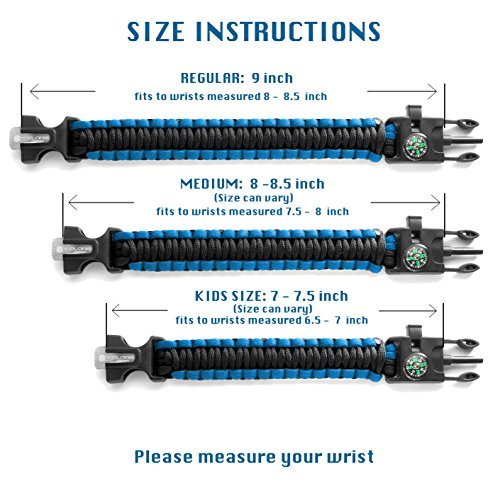 SIZE INSTRUCTIONS
REGULAR: 9 inch
fits to wrists measured 8 - 8.5 inch
MEDIUM: 8 -8.5 inch
(Size can vary)
fits to wrists measured 7.5 - 8 inch
KIDS SIZE: 7 - 7.5 inch
(Size can vary)
fits to wrists measured 6.5 - 7 inch
Please measure your wrist